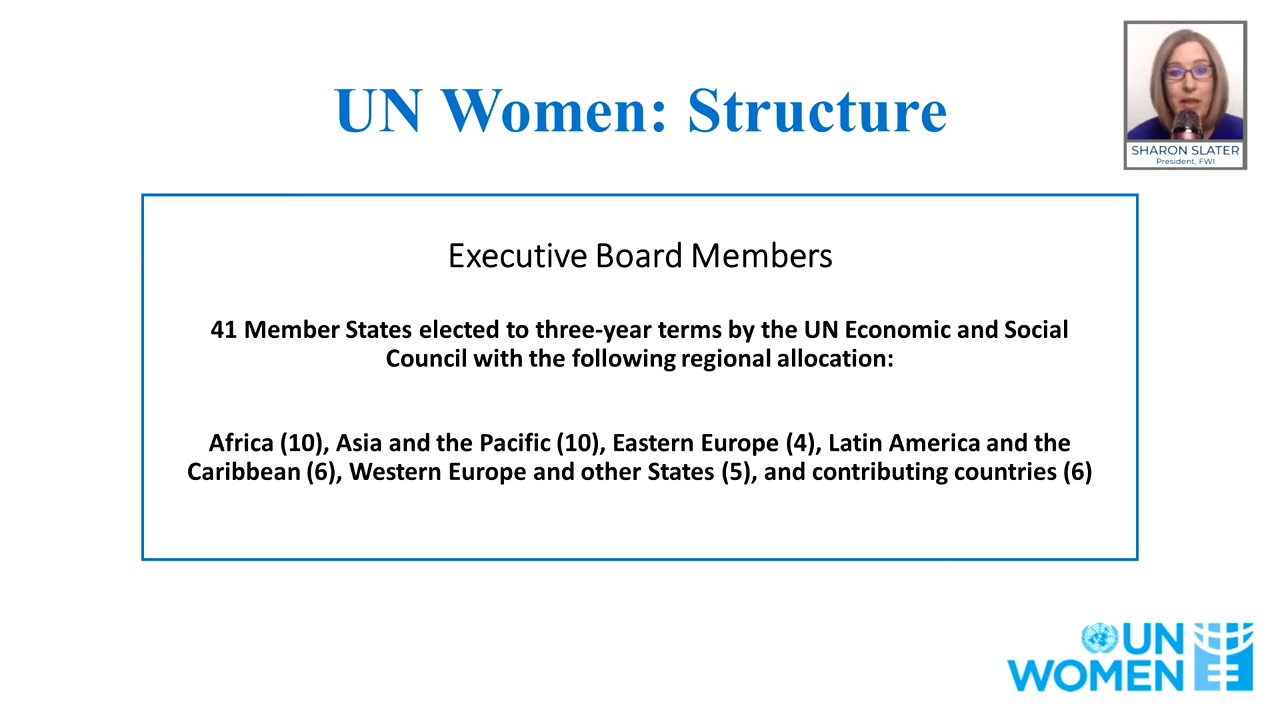 UN Women: Structure
SHARON SLATER
President, FWI
Executive Board Members
41 Member States elected to three-year terms by the UN Economic and Social
Council with the following regional allocation:
Africa (10), Asia and the Pacific (10), Eastern Europe (4), Latin America and the
Caribbean (6), Western Europe and other States (5), and contributing countries (6)
UN
WOMEN